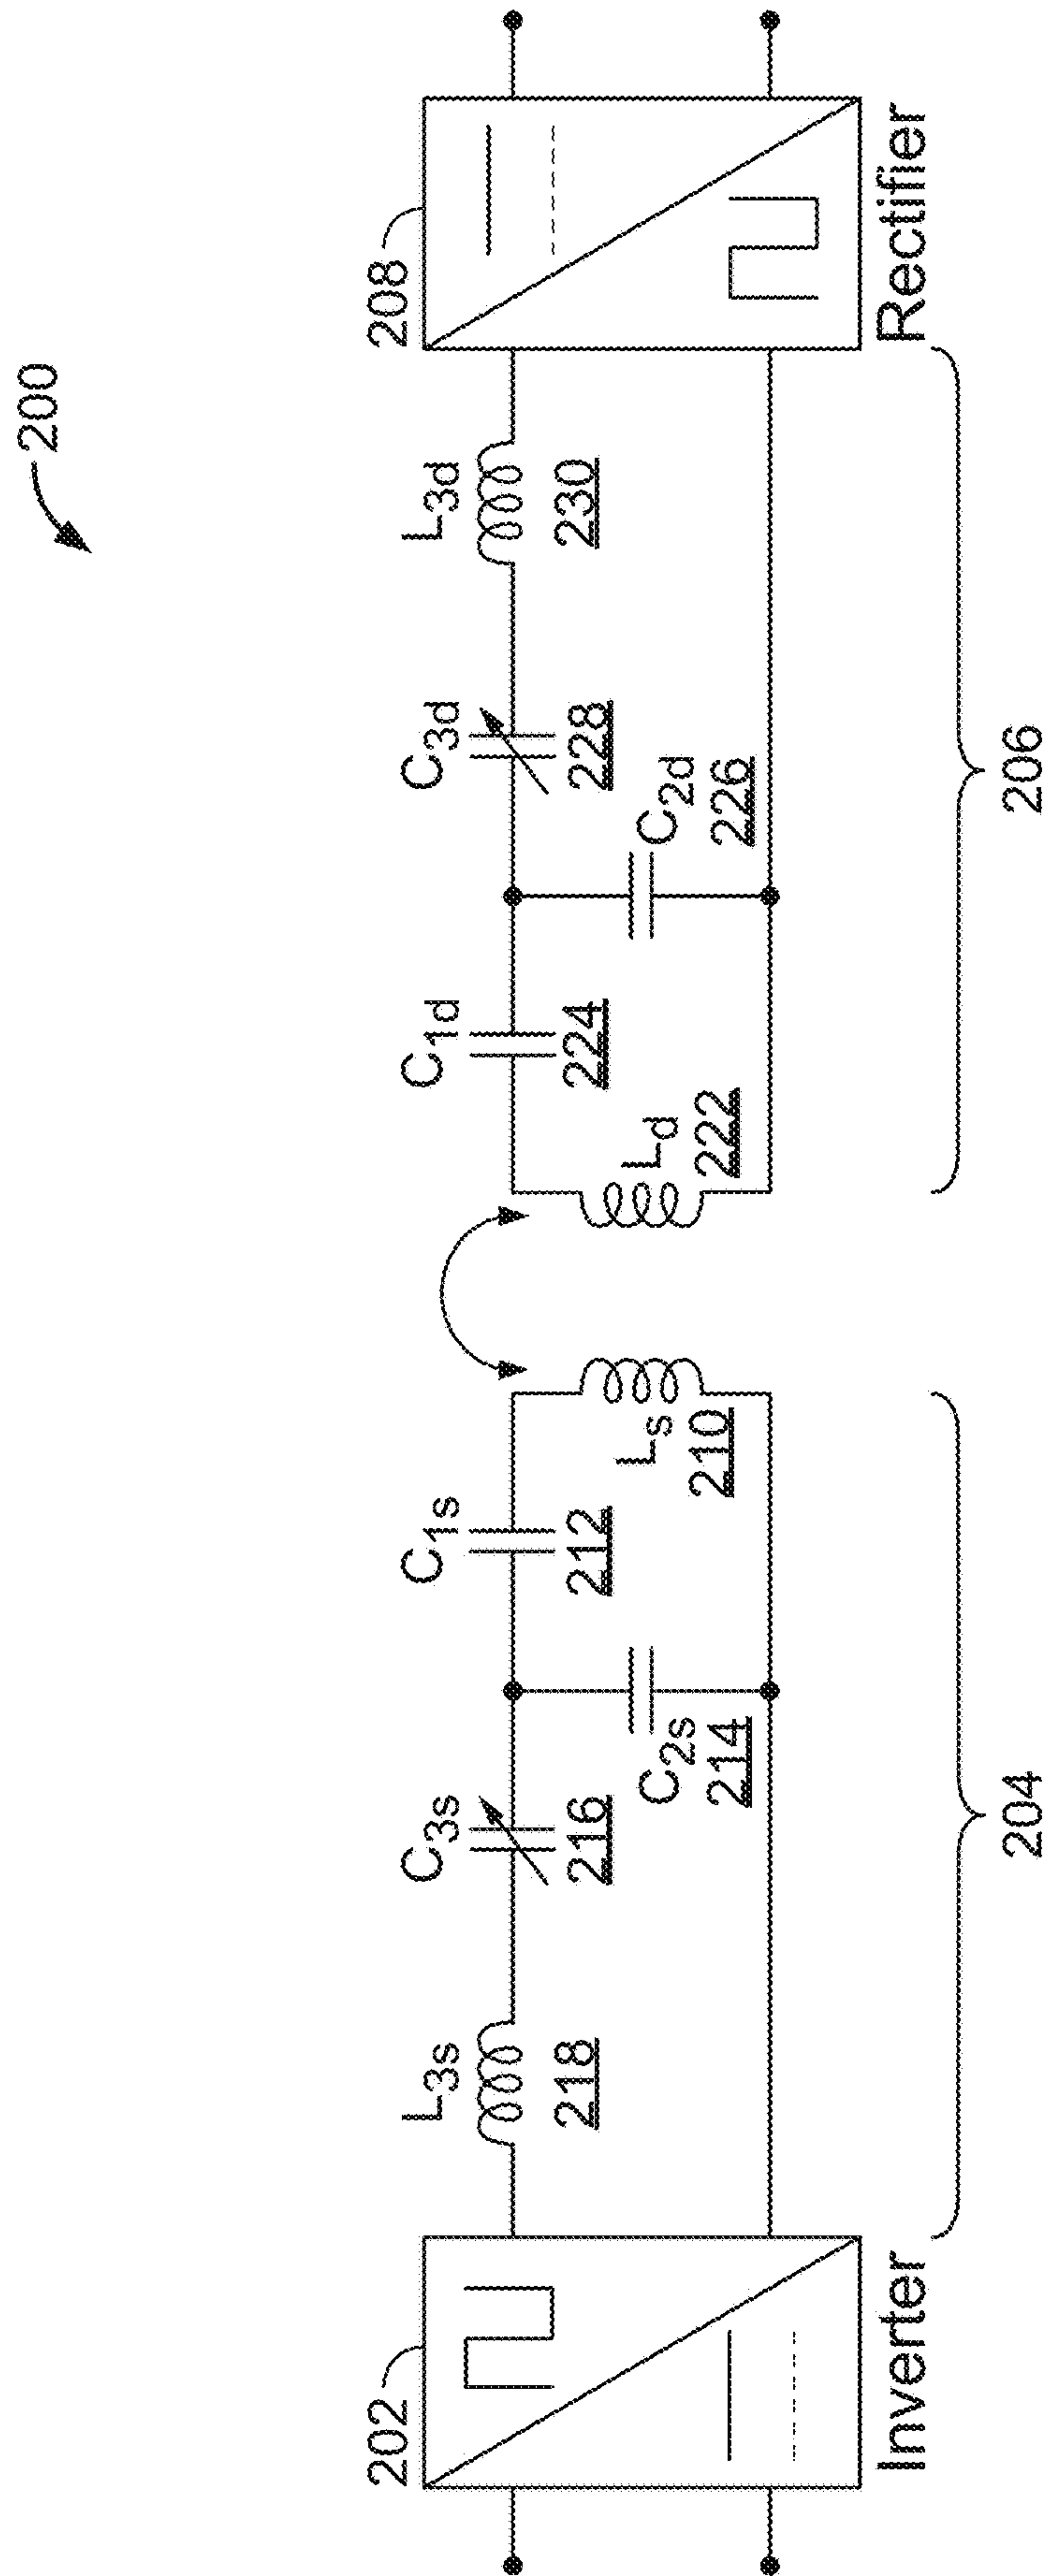 200
202
Inverter
L3s
218
C3s
216
C2s
214
C1s
212
Ls
210
204
Ld
222
C1d
224
C2d
226
C3d
228
L3d
230
206
208
Rectifier